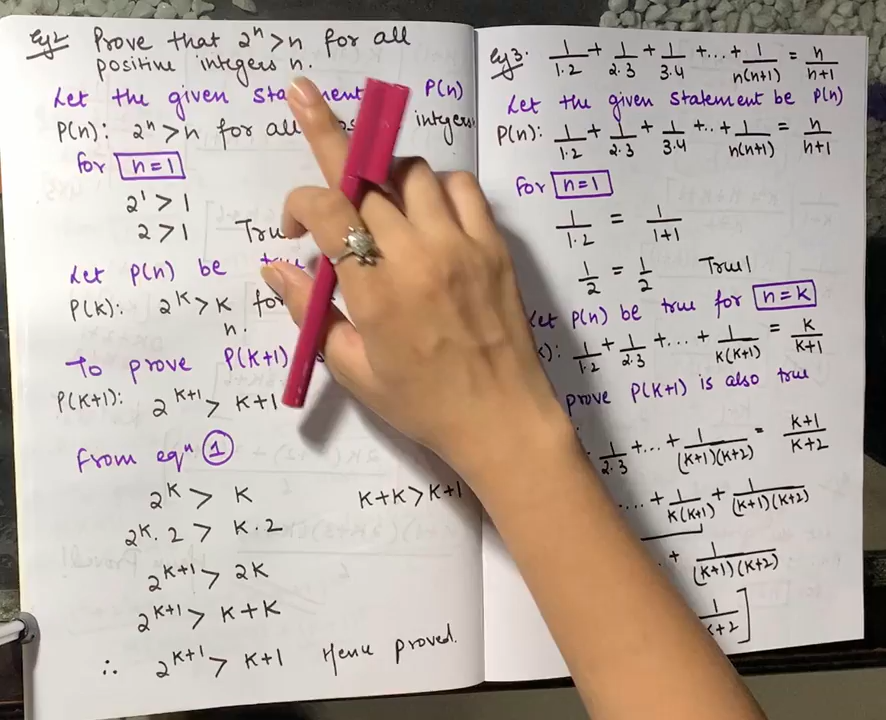 Eg 2 Prove that 2ⁿ > n for all
positive integers n.
Let the given P(n)
P(n): 2ⁿ > n for all integers
for n=1
2¹ > 1
2 > 1
Let P(n) be
P(k): 2ᵏ > k for
n.
To prove P(k+1)
P(k+1): 2ᵏ⁺¹ > k+1
From eqⁿ ①
2ᵏ > k k+k > k+1
2ᵏ·2 > k·2
2ᵏ⁺¹ > 2k
2ᵏ⁺¹ > k+k
∴ 2ᵏ⁺¹ > k+1 Hence proved.
Eg 3. 1/1·2 + 1/2·3 + 1/3·4 + ... + 1/n(n+1) = n/n+1
Let the given statement be P(n)
P(n): 1/1·2 + 1/2·3 + 1/3·4 + .. + 1/n(n+1) = n/n+1
For n=1
1/1·2 = 1/1+1
1/2 = 1/2 True!
P(n) be true for n=k
1/1·2 + 1/2·3 + ... + 1/k(k+1) = k/k+1
prove P(k+1) is also true
1/2·3 + ... + 1/(k+1)(k+2) = k+1/k+2
.... + 1/k(k+1) + 1/(k+1)(k+2)
+ 1/(k+1)(k+2)